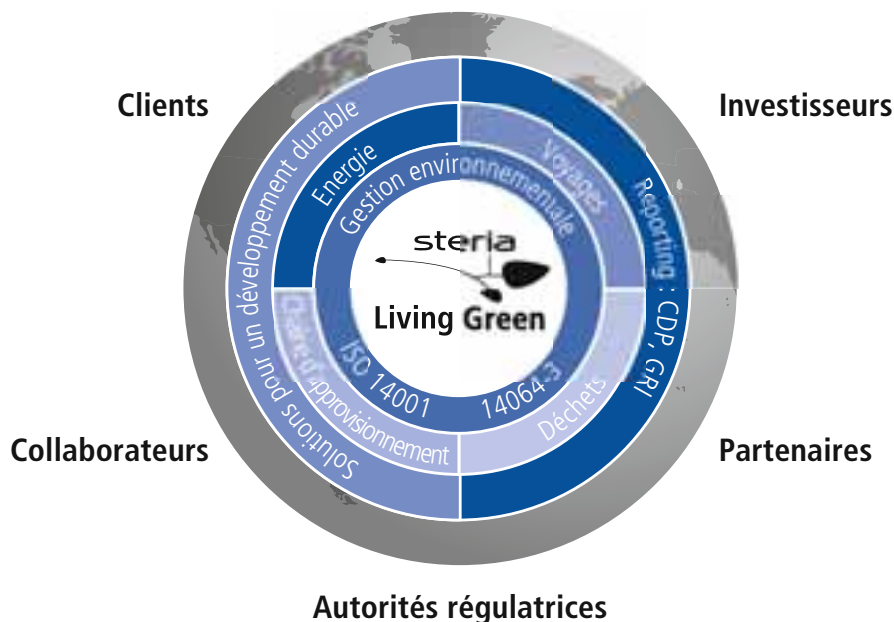 Clients
Investisseurs
Solutions pour un développement durable
Reporting : CDP, GRI
Energie
Voyages
Gestion environnementale
steria
Living Green
ISO 14001
14064-3
Chaîne d'approvisionnement
Déchets
Collaborateurs
Partenaires
Autorités régulatrices